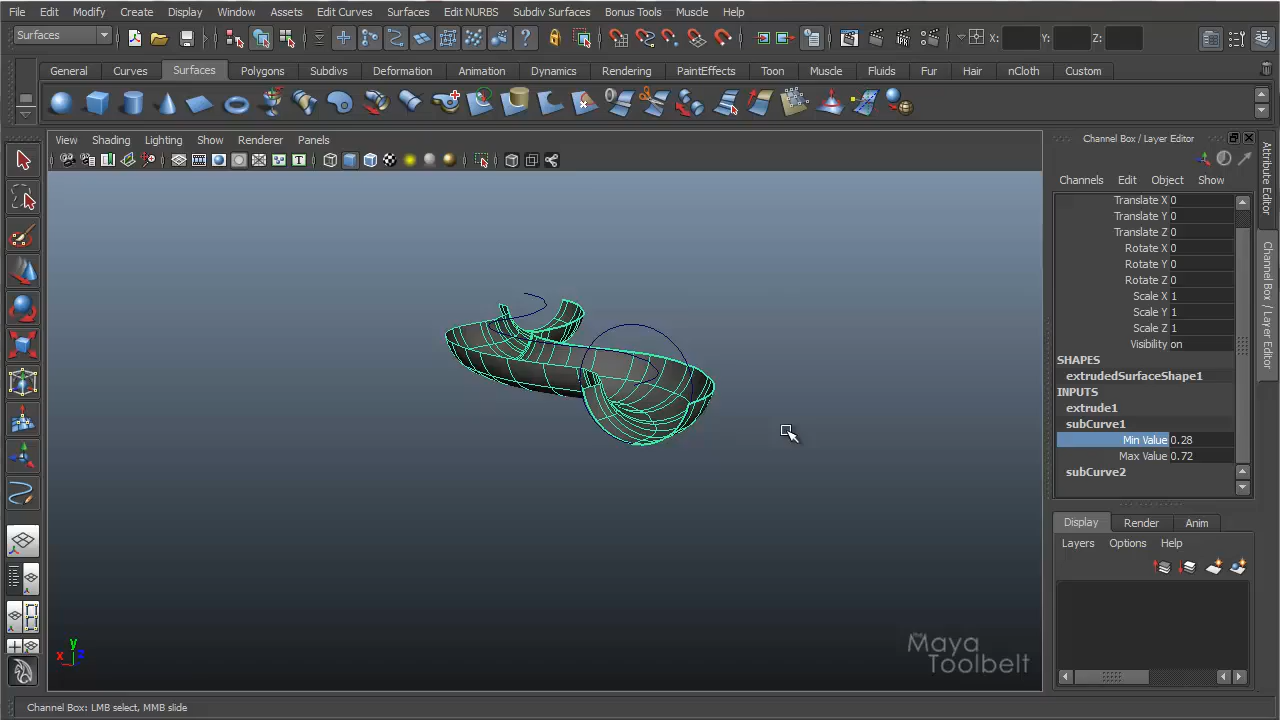 File Edit Modify Create Display Window Assets Edit Curves Surfaces Edit NURBS Subdiv Surfaces Bonus Tools Muscle Help
Surfaces X: Y: Z:
General Curves Surfaces Polygons Subdivs Deformation Animation Dynamics Rendering PaintEffects Toon Muscle Fluids Fur Hair nCloth Custom
View Shading Lighting Show Renderer Panels
Channel Box / Layer Editor
Channels Edit Object Show
Translate X 0
Translate Y 0
Translate Z 0
Rotate X 0
Rotate Y 0
Rotate Z 0
Scale X 1
Scale Y 1
Scale Z 1
Visibility on
SHAPES
extrudedSurfaceShape1
INPUTS
extrude1
subCurve1
Min Value 0.28
Max Value 0.72
subCurve2
Attribute Editor
Channel Box / Layer Editor
Display Render Anim
Layers Options Help
y
x z
the
Maya
Toolbelt
Channel Box: LMB select, MMB slide